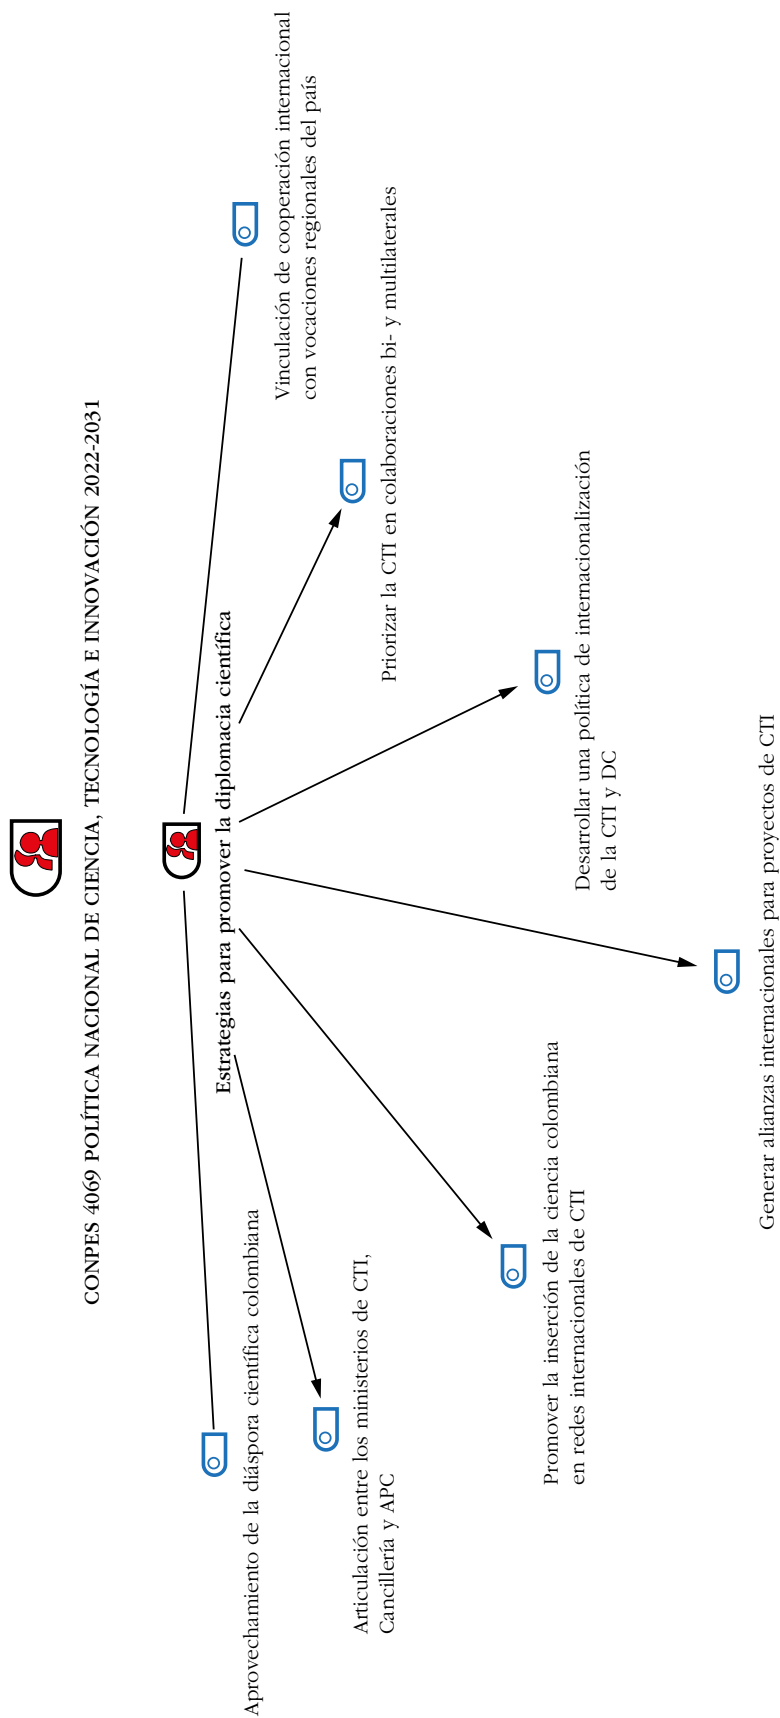 CONPES 4069 POLÍTICA NACIONAL DE CIENCIA, TECNOLOGÍA E INNOVACIÓN 2022-2031
Estrategias para promover la diplomacia científica
Aprovechamiento de la diáspora científica colombiana
Articulación entre los ministerios de CTI,
Cancillería y APC
Promover la inserción de la ciencia colombiana
en redes internacionales de CTI
Generar alianzas internacionales para proyectos de CTI
Desarrollar una política de internacionalización
de la CTI y DC
Priorizar la CTI en colaboraciones bi- y multilaterales
Vinculación de cooperación internacional
con vocaciones regionales del país